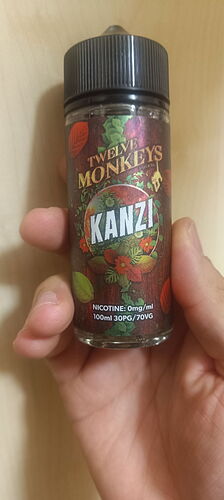 TWELVE
MONKEYS
KANZI
NICOTINE: 0mg/ml
100ml 30PG/70VG